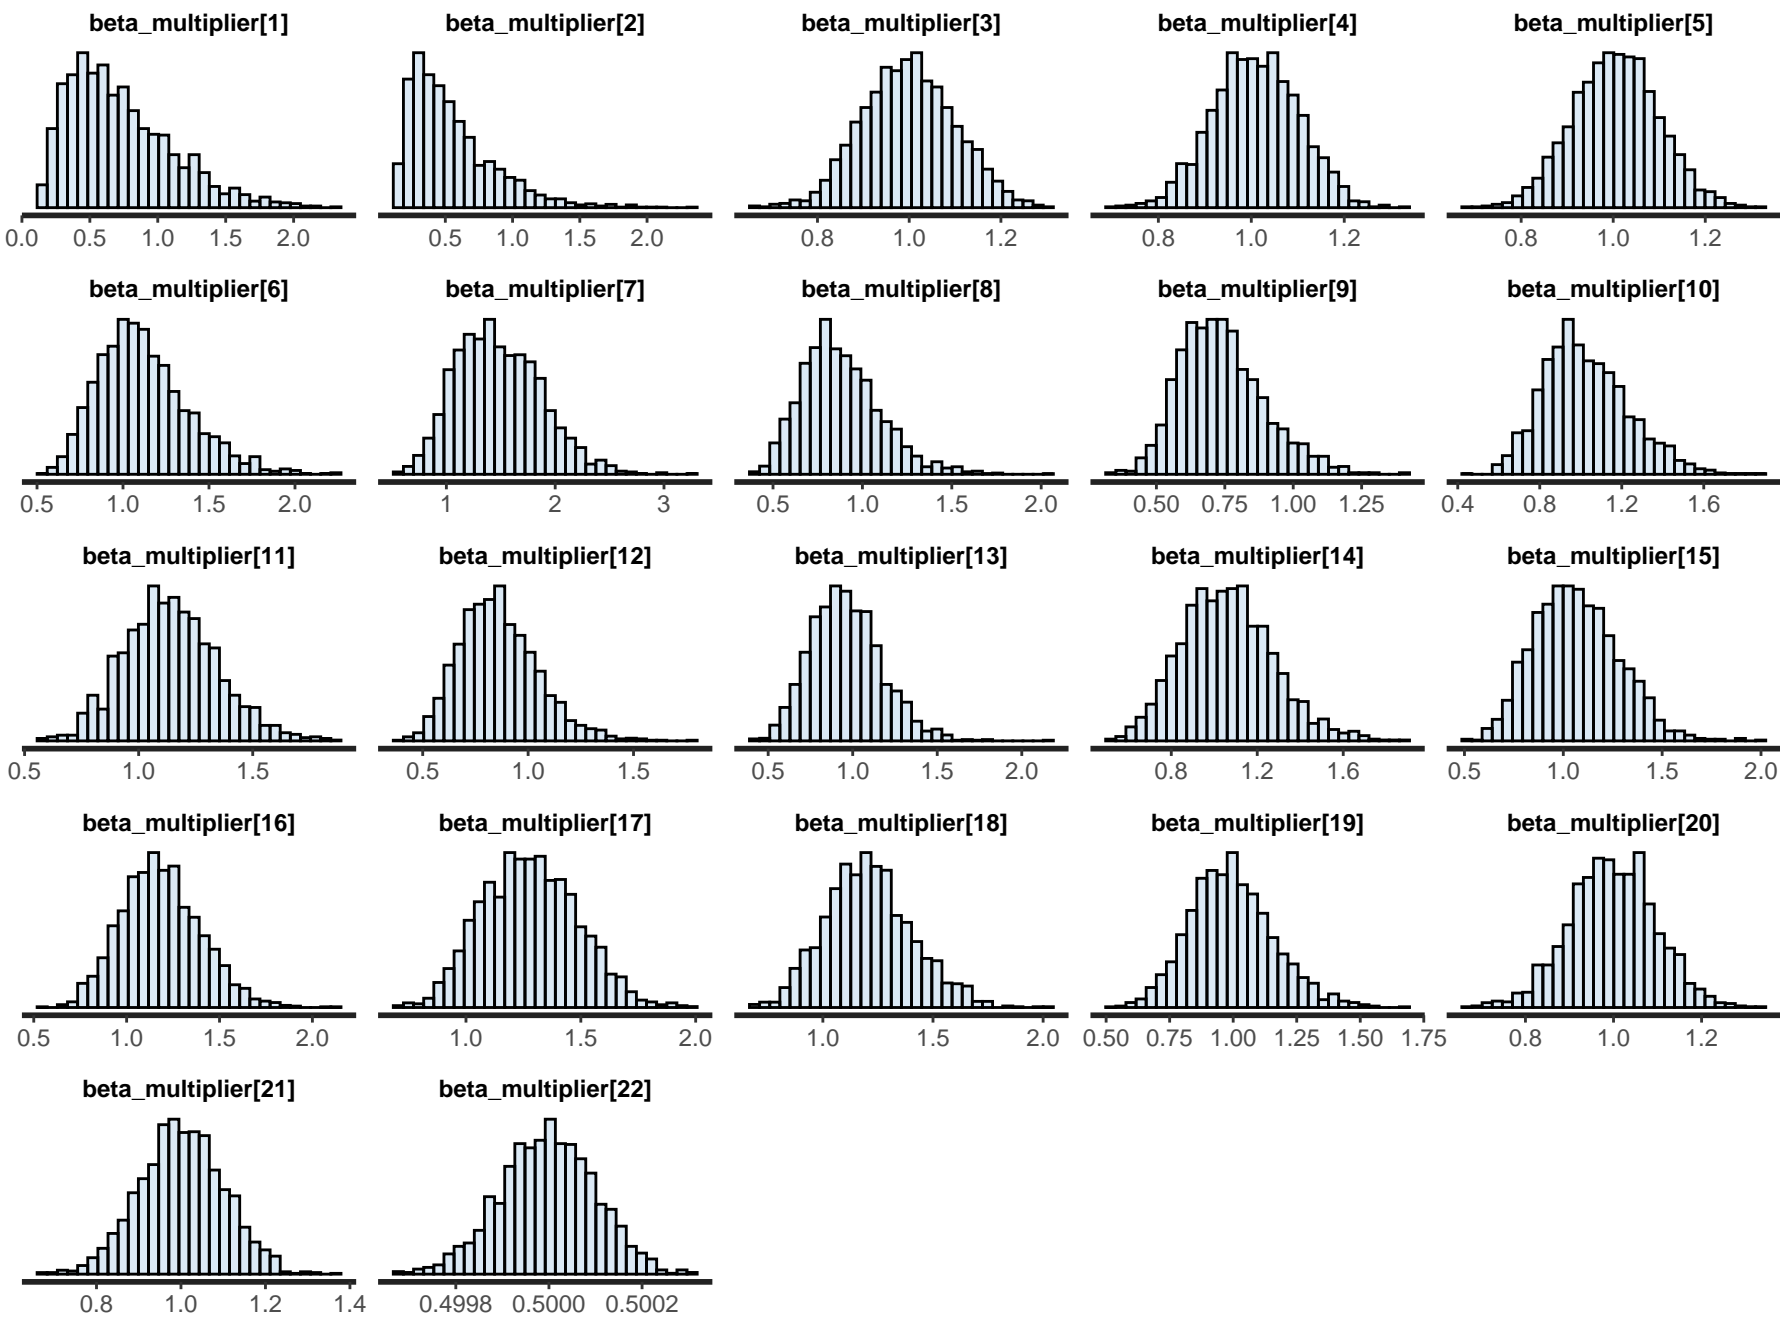 beta_multiplier[1] beta_multiplier[2] beta_multiplier[3] beta_multiplier[4] beta_multiplier[5]
0.0 0.5 1.0 1.5 2.0 0.5 1.0 1.5 2.0 0.8 1.0 1.2 0.8 1.0 1.2 0.8 1.0 1.2
beta_multiplier[6] beta_multiplier[7] beta_multiplier[8] beta_multiplier[9] beta_multiplier[10]
0.5 1.0 1.5 2.0 1 2 3 0.5 1.0 1.5 2.0 0.50 0.75 1.00 1.25 0.4 0.8 1.2 1.6
beta_multiplier[11] beta_multiplier[12] beta_multiplier[13] beta_multiplier[14] beta_multiplier[15]
0.5 1.0 1.5 0.5 1.0 1.5 0.5 1.0 1.5 2.0 0.8 1.2 1.6 0.5 1.0 1.5 2.0
beta_multiplier[16] beta_multiplier[17] beta_multiplier[18] beta_multiplier[19] beta_multiplier[20]
0.5 1.0 1.5 2.0 1.0 1.5 2.0 1.0 1.5 2.0 0.50 0.75 1.00 1.25 1.50 1.75 0.8 1.0 1.2
beta_multiplier[21] beta_multiplier[22]
0.8 1.0 1.2 1.4 0.4998 0.5000 0.5002